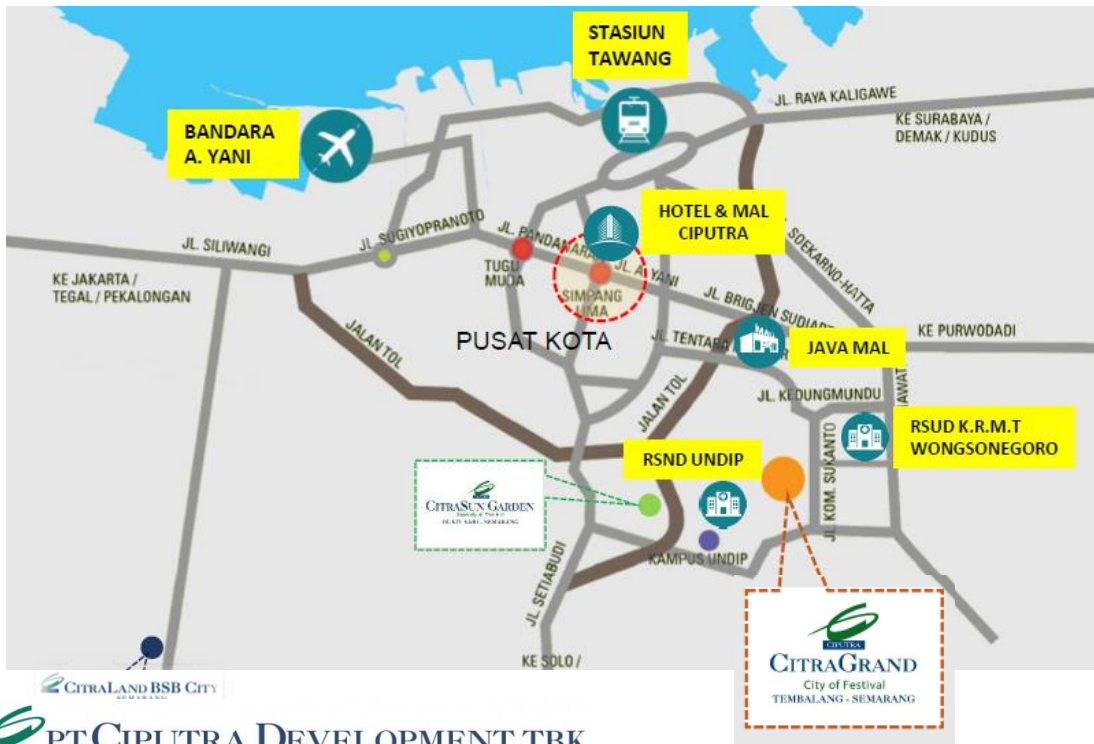 STASIUN
TAWANG
JL. RAYA KALIGAWE
KE SURABAYA /
DEMAK / KUDUS
BANDARA
A. YANI
HOTEL & MAL
CIPUTRA
JL. SOEKARNO-HATTA
JL. SILIWANGI
JL. SUGIYOPRANOTO
JL. PANDANARA
JL. A. YANI
TUGU
MUDA
SIMPANG
LIMA
KE JAKARTA /
TEGAL / PEKALONGAN
JL. BRIGJEN SUDIAR
KE PURWODADI
PUSAT KOTA
JL. TENTARA
JAVA MAL
JALAN TOL
JALAN TOL
JL. KEDUNGMUNDU
RSUD K.R.M.T
WONGSONEGORO
RSND UNDIP
JL. KOM. SUKANTO
CITRASUN GARDEN
KAMPUS UNDIP
JL. SETIABUDI
KE SOLO /
CIPUTRA
CITRAGRAND
City of Festival
TEMBALANG - SEMARANG
CITRALAND BSB CITY
SEMARANG
PT CIPUTRA DEVELOPMENT TBK